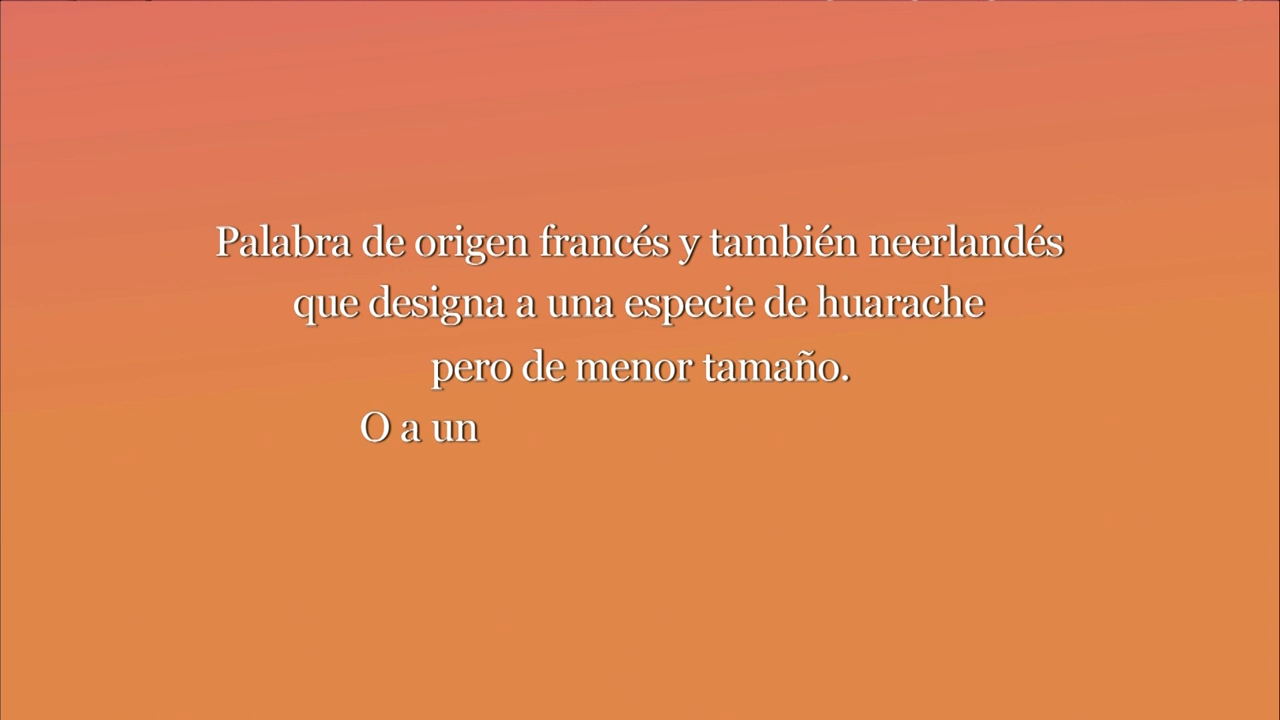 Palabra de origen francés y también neerlandés
que designa a una especie de huarache
pero de menor tamaño.
O a un